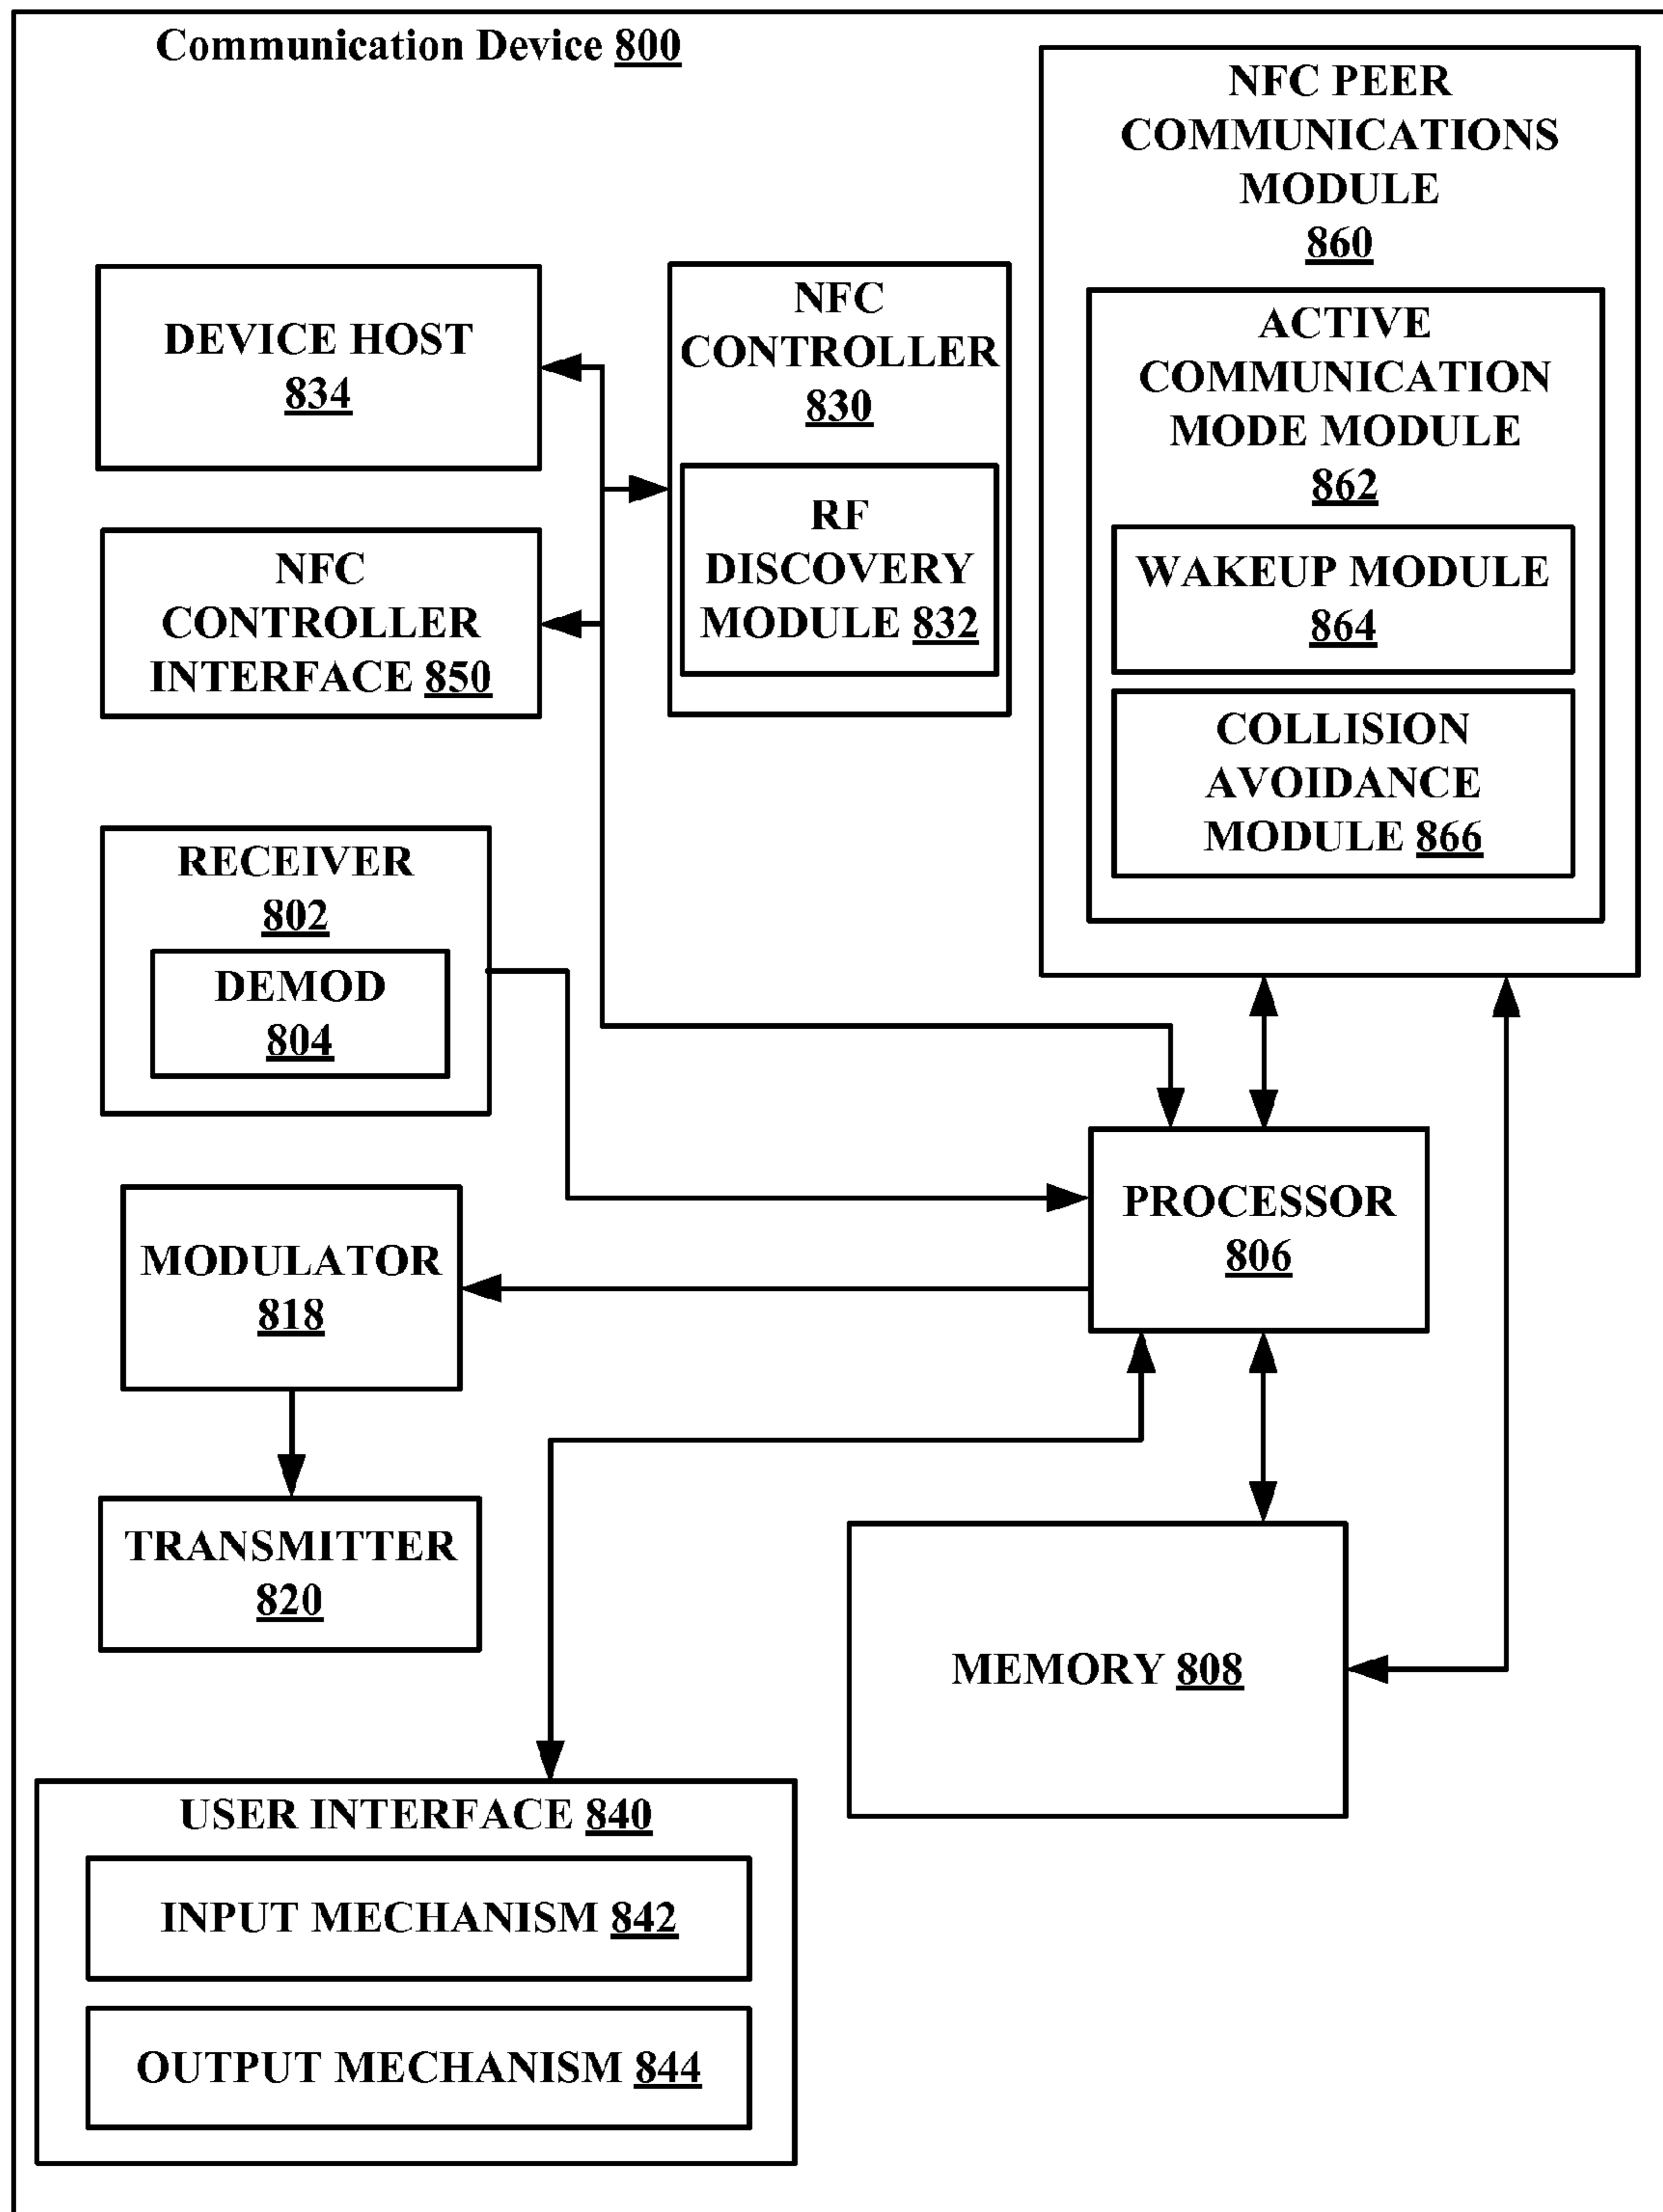 Communication Device 800
NFC PEER
COMMUNICATIONS
MODULE
860
ACTIVE
COMMUNICATION
MODE MODULE
862
WAKEUP MODULE
864
COLLISION
AVOIDANCE
MODULE 866
DEVICE HOST
834
NFC
CONTROLLER
830
RF
DISCOVERY
MODULE 832
NFC
CONTROLLER
INTERFACE 850
RECEIVER
802
DEMOD
804
PROCESSOR
806
MODULATOR
818
TRANSMITTER
820
MEMORY 808
USER INTERFACE 840
INPUT MECHANISM 842
OUTPUT MECHANISM 844